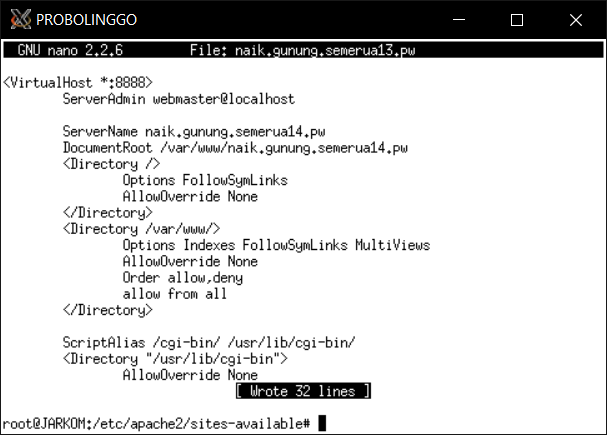 PROBOLINGGO
GNU nano 2.2.6 File: naik.gunung.semerua13.pw
<VirtualHost *:8888>
ServerAdmin webmaster@localhost
ServerName naik.gunung.semerua14.pw
DocumentRoot /var/www/naik.gunung.semerua14.pw
<Directory />
Options FollowSymLinks
AllowOverride None
</Directory>
<Directory /var/www/>
Options Indexes FollowSymLinks MultiViews
AllowOverride None
Order allow,deny
allow from all
</Directory>
ScriptAlias /cgi-bin/ /usr/lib/cgi-bin/
<Directory "/usr/lib/cgi-bin">
AllowOverride None
[ Wrote 32 lines ]
root@JARKOM:/etc/apache2/sites-available#